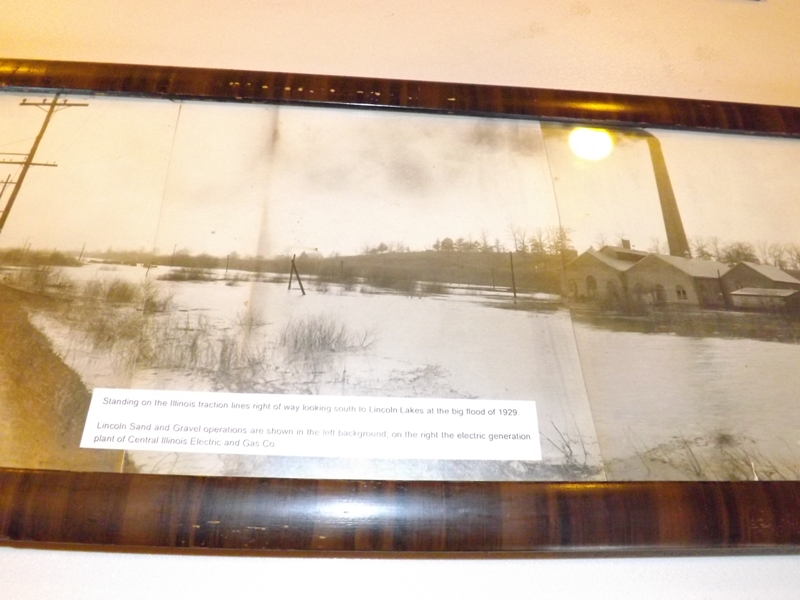 Standing on the Illinois traction lines right of way looking south to Lincoln Lakes at the big flood of 1929.
Lincoln Sand and Gravel operations are shown in the left background; on the right the electric generation
plant of Central Illinois Electric and Gas Co.